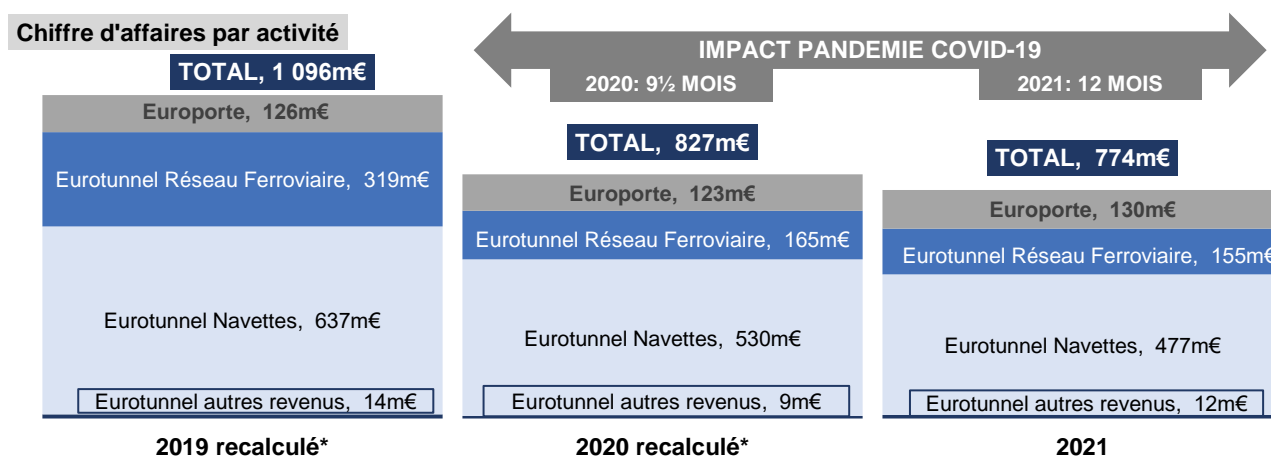 Chiffre d'affaires par activité
IMPACT PANDEMIE COVID-19
2020: 9½ MOIS
2021: 12 MOIS
TOTAL, 1 096m€
Europorte, 126m€
Eurotunnel Réseau Ferroviaire, 319m€
Eurotunnel Navettes, 637m€
Eurotunnel autres revenus, 14m€
2019 recalculé*
TOTAL, 827m€
Europorte, 123m€
Eurotunnel Réseau Ferroviaire, 165m€
Eurotunnel Navettes, 530m€
Eurotunnel autres revenus, 9m€
2020 recalculé*
TOTAL, 774m€
Europorte, 130m€
Eurotunnel Réseau Ferroviaire, 155m€
Eurotunnel Navettes, 477m€
Eurotunnel autres revenus, 12m€
2021